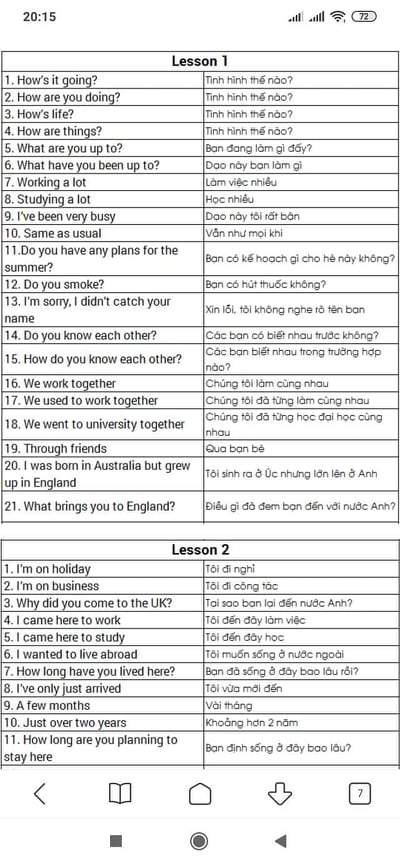 20:15
72
Lesson 1
1. How's it going? Tình hình thế nào?
2. How are you doing? Tình hình thế nào?
3. How's life? Tình hình thế nào?
4. How are things? Tình hình thế nào?
5. What are you up to? Bạn đang làm gì đấy?
6. What have you been up to? Dạo này bạn làm gì
7. Working a lot Làm việc nhiều
8. Studying a lot Học nhiều
9. I've been very busy Dạo này tôi rất bận
10. Same as usual Vẫn như mọi khi
11.Do you have any plans for the
summer? Bạn có kế hoạch gì cho hè này không?
12. Do you smoke? Bạn có hút thuốc không?
13. I'm sorry, I didn't catch your
name Xin lỗi, tôi không nghe rõ tên bạn
14. Do you know each other? Các bạn có biết nhau trước không?
15. How do you know each other? Các bạn biết nhau trong trường hợp
nào?
16. We work together Chúng tôi làm cùng nhau
17. We used to work together Chúng tôi đã từng làm cùng nhau
18. We went to university together Chúng tôi đã từng học đại học cùng
nhau
19. Through friends Qua bạn bè
20. I was born in Australia but grew
up in England Tôi sinh ra ở Úc nhưng lớn lên ở Anh
21. What brings you to England? Điều gì đã đem bạn đến với nước Anh?
Lesson 2
1. I'm on holiday Tôi đi nghỉ
2. I'm on business Tôi đi công tác
3. Why did you come to the UK? Tại sao bạn lại đến nước Anh?
4. I came here to work Tôi đến đây làm việc
5. I came here to study Tôi đến đây học
6. I wanted to live abroad Tôi muốn sống ở nước ngoài
7. How long have you lived here? Bạn đã sống ở đây bao lâu rồi?
8. I've only just arrived Tôi vừa mới đến
9. A few months Vài tháng
10. Just over two years Khoảng hơn 2 năm
11. How long are you planning to
stay here Bạn định sống ở đây bao lâu?
7